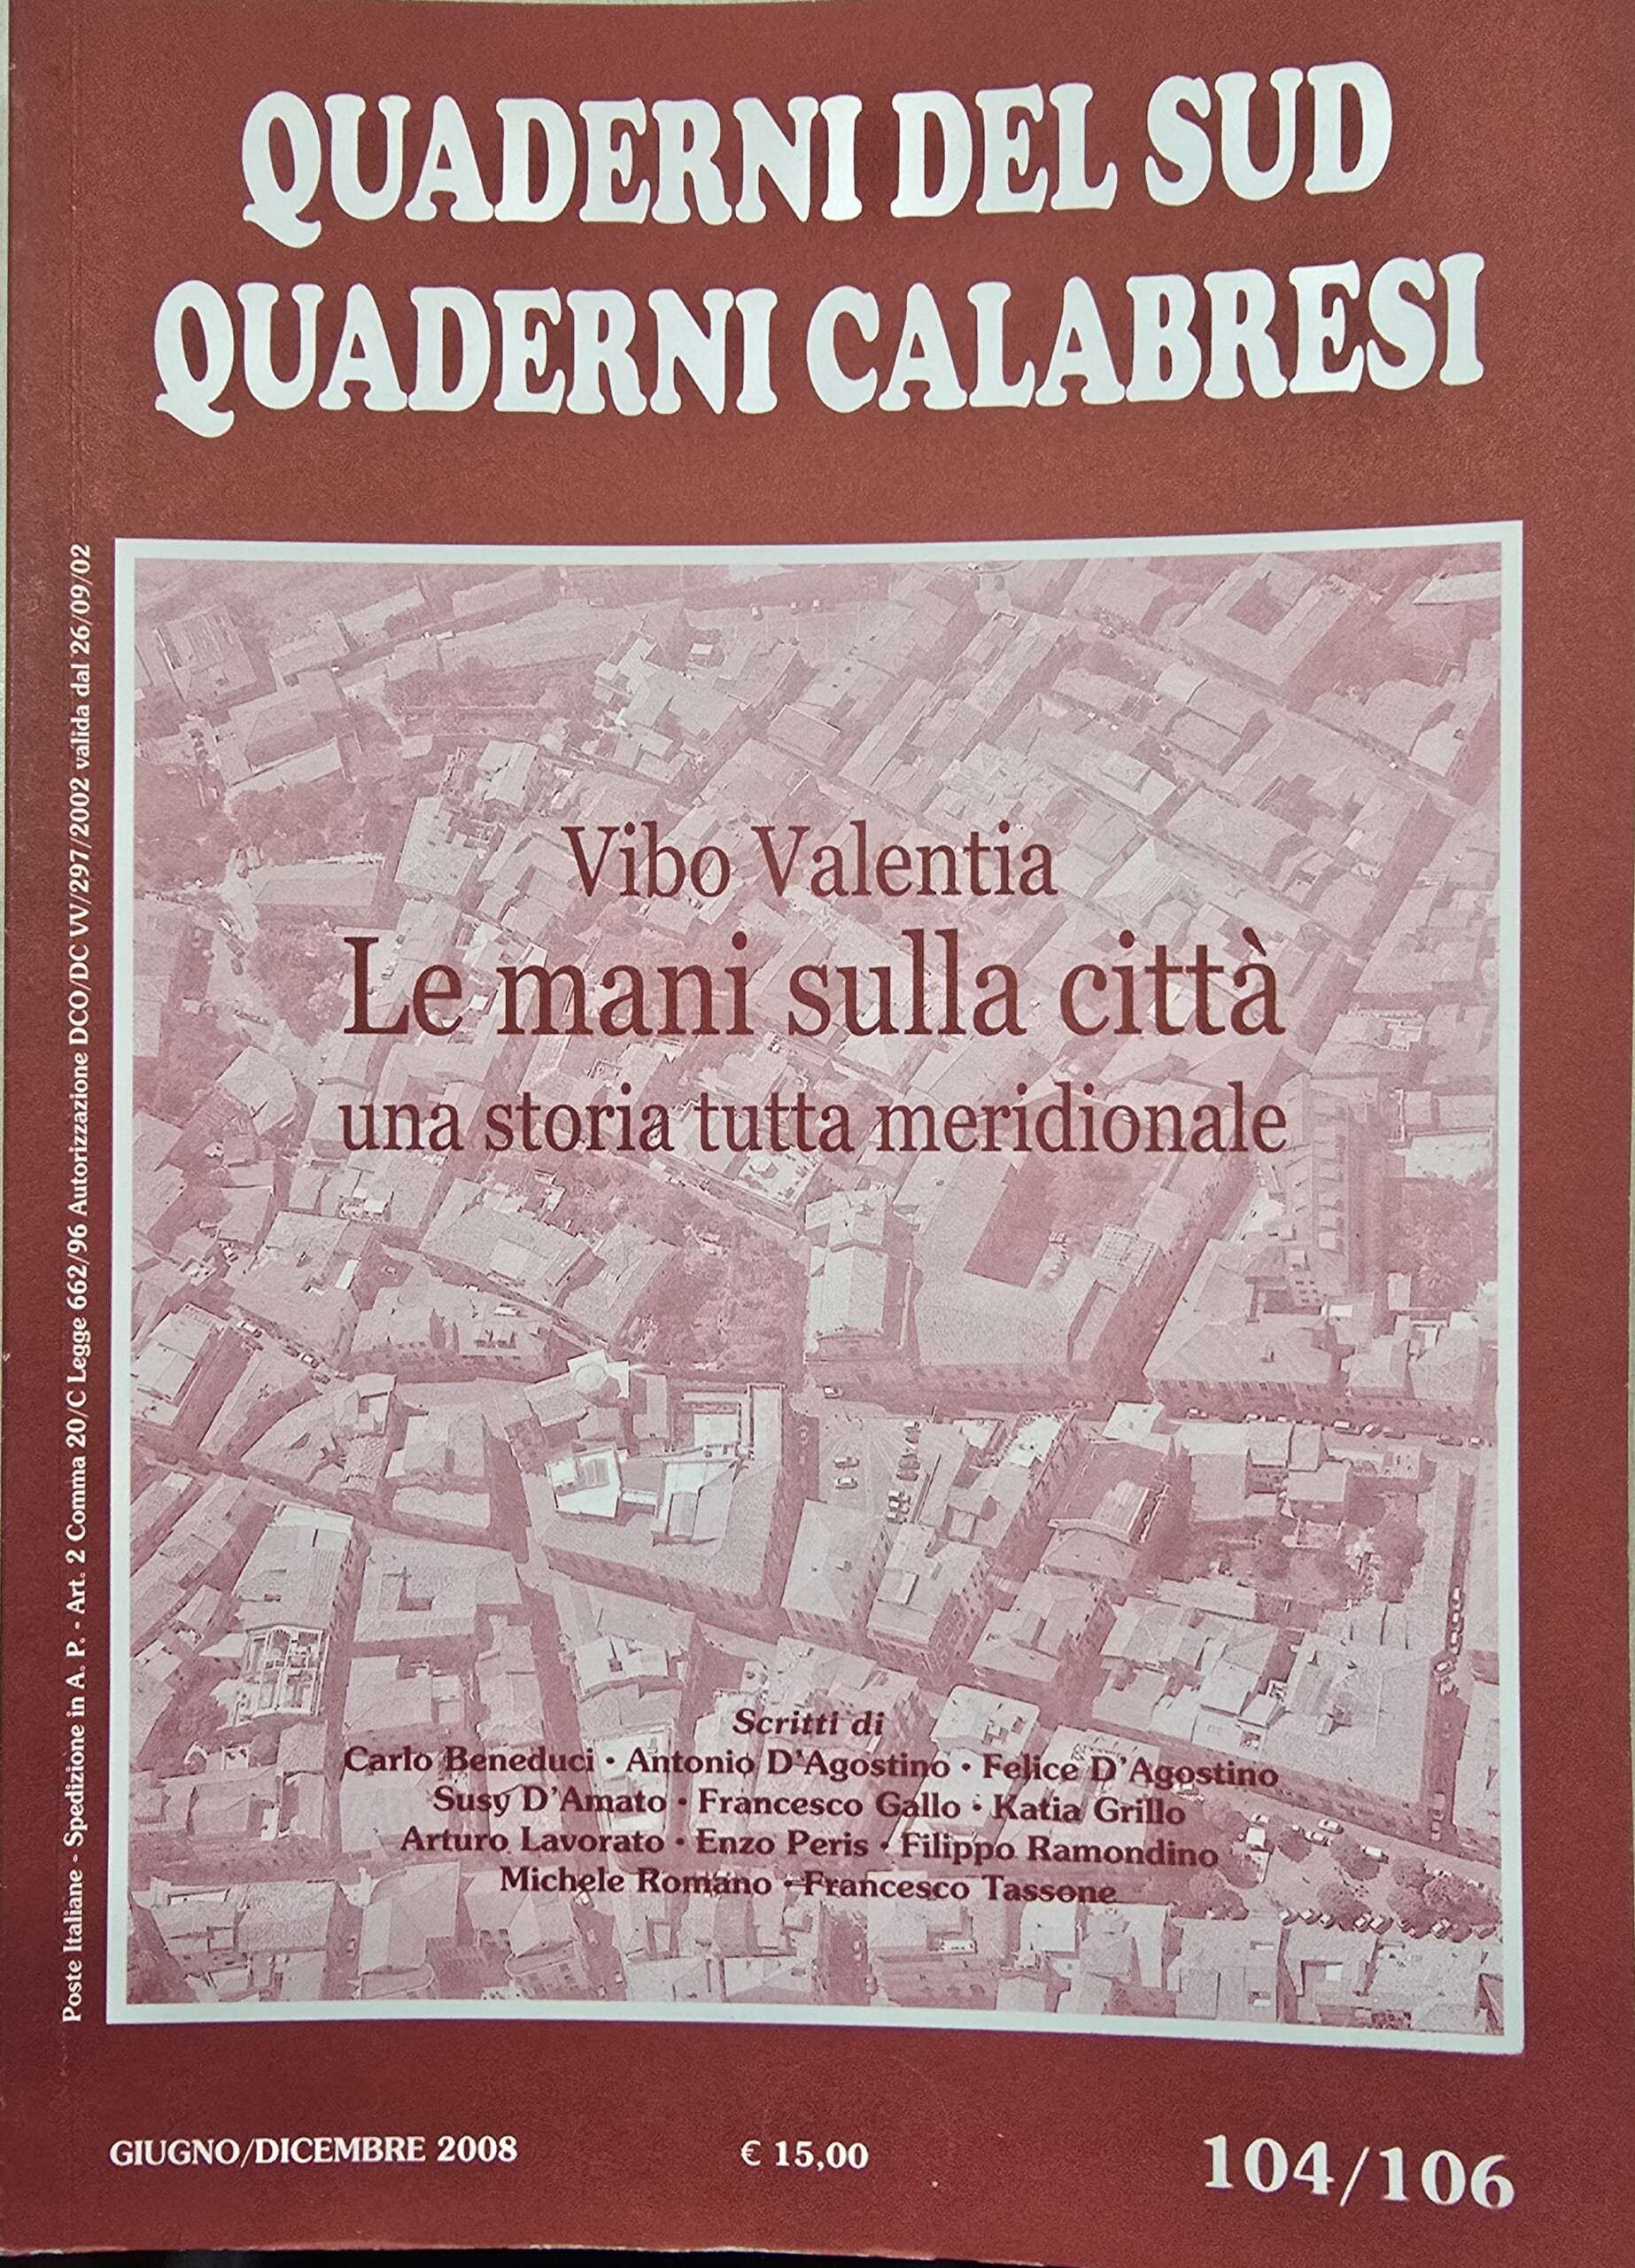 QUADERNI DEL SUD
QUADERNI CALABRESI
Poste Italiane - Spedizione in A. P. - Art. 2 Comma 20/C Legge 662/96 Autorizzazione DCO/DC VV/297/2002 valida dal 26/09/02
Vibo Valentia
Le mani sulla città
una storia tutta meridionale
Scritti di
Carlo Beneduci • Antonio D'Agostino • Felice D'Agostino
Susy D'Amato • Francesco Gallo • Katia Grillo
Arturo Lavorato • Enzo Peris • Filippo Ramondino
Michele Romano • Francesco Tassone
GIUGNO/DICEMBRE 2008
€ 15,00
104/106